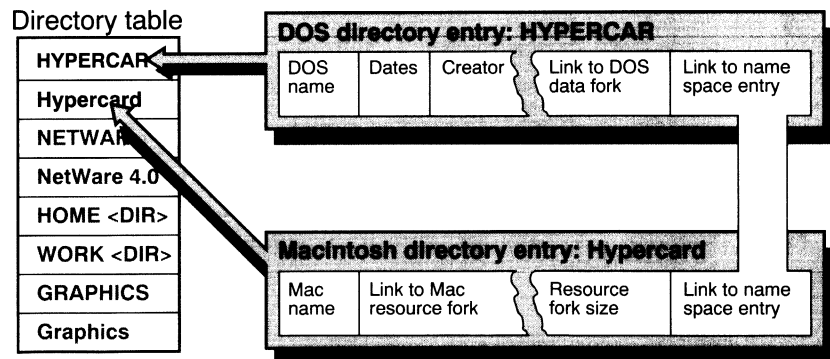 Directory table
HYPERCAR
Hypercard
NETWAR
NetWare 4.0
HOME <DIR>
WORK <DIR>
GRAPHICS
Graphics
DOS directory entry: HYPERCAR
DOS name
Dates
Creator
Link to DOS data fork
Link to name space entry
Macintosh directory entry: Hypercard
Mac name
Link to Mac resource fork
Resource fork size
Link to name space entry